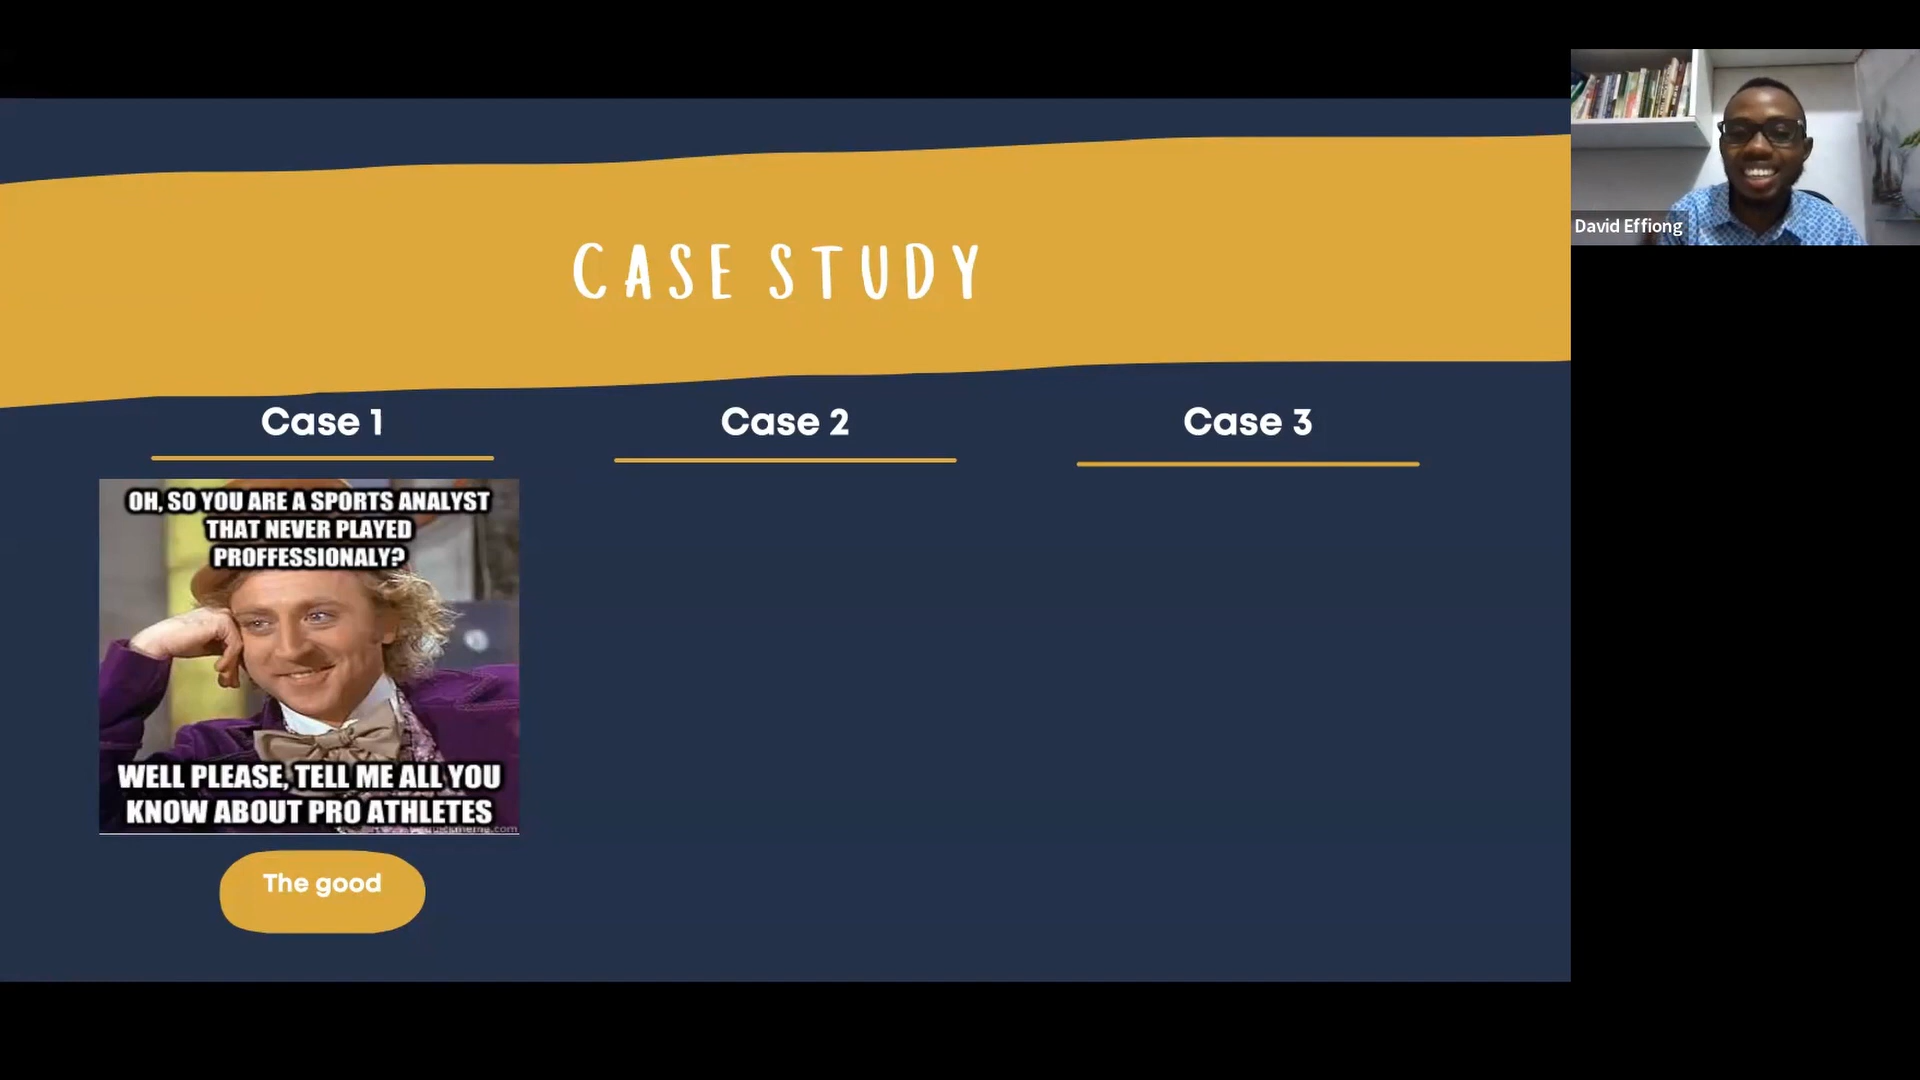 David Effiong
CASE STUDY
Case 1
Case 2
Case 3
OH, SO YOU ARE A SPORTS ANALYST
THAT NEVER PLAYED
PROFFESSIONALY?
WELL PLEASE, TELL ME ALL YOU
KNOW ABOUT PRO ATHLETES
The good